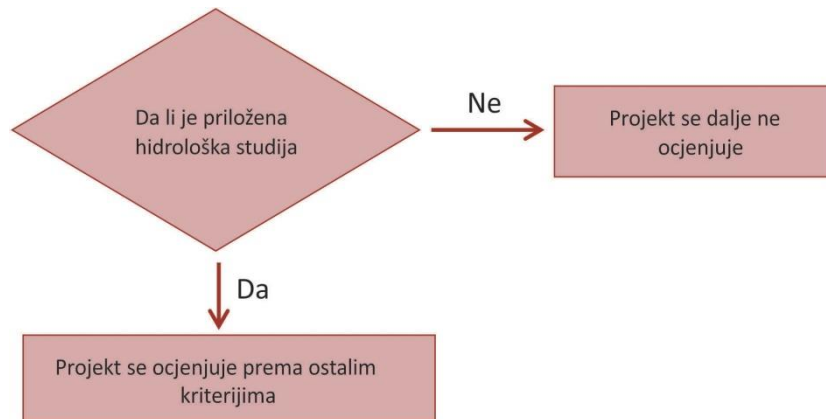 Da li je priložena
hidrološka studija
Ne
Projekt se dalje ne
ocjenjuje
Da
Projekt se ocjenjuje prema ostalim
kriterijima